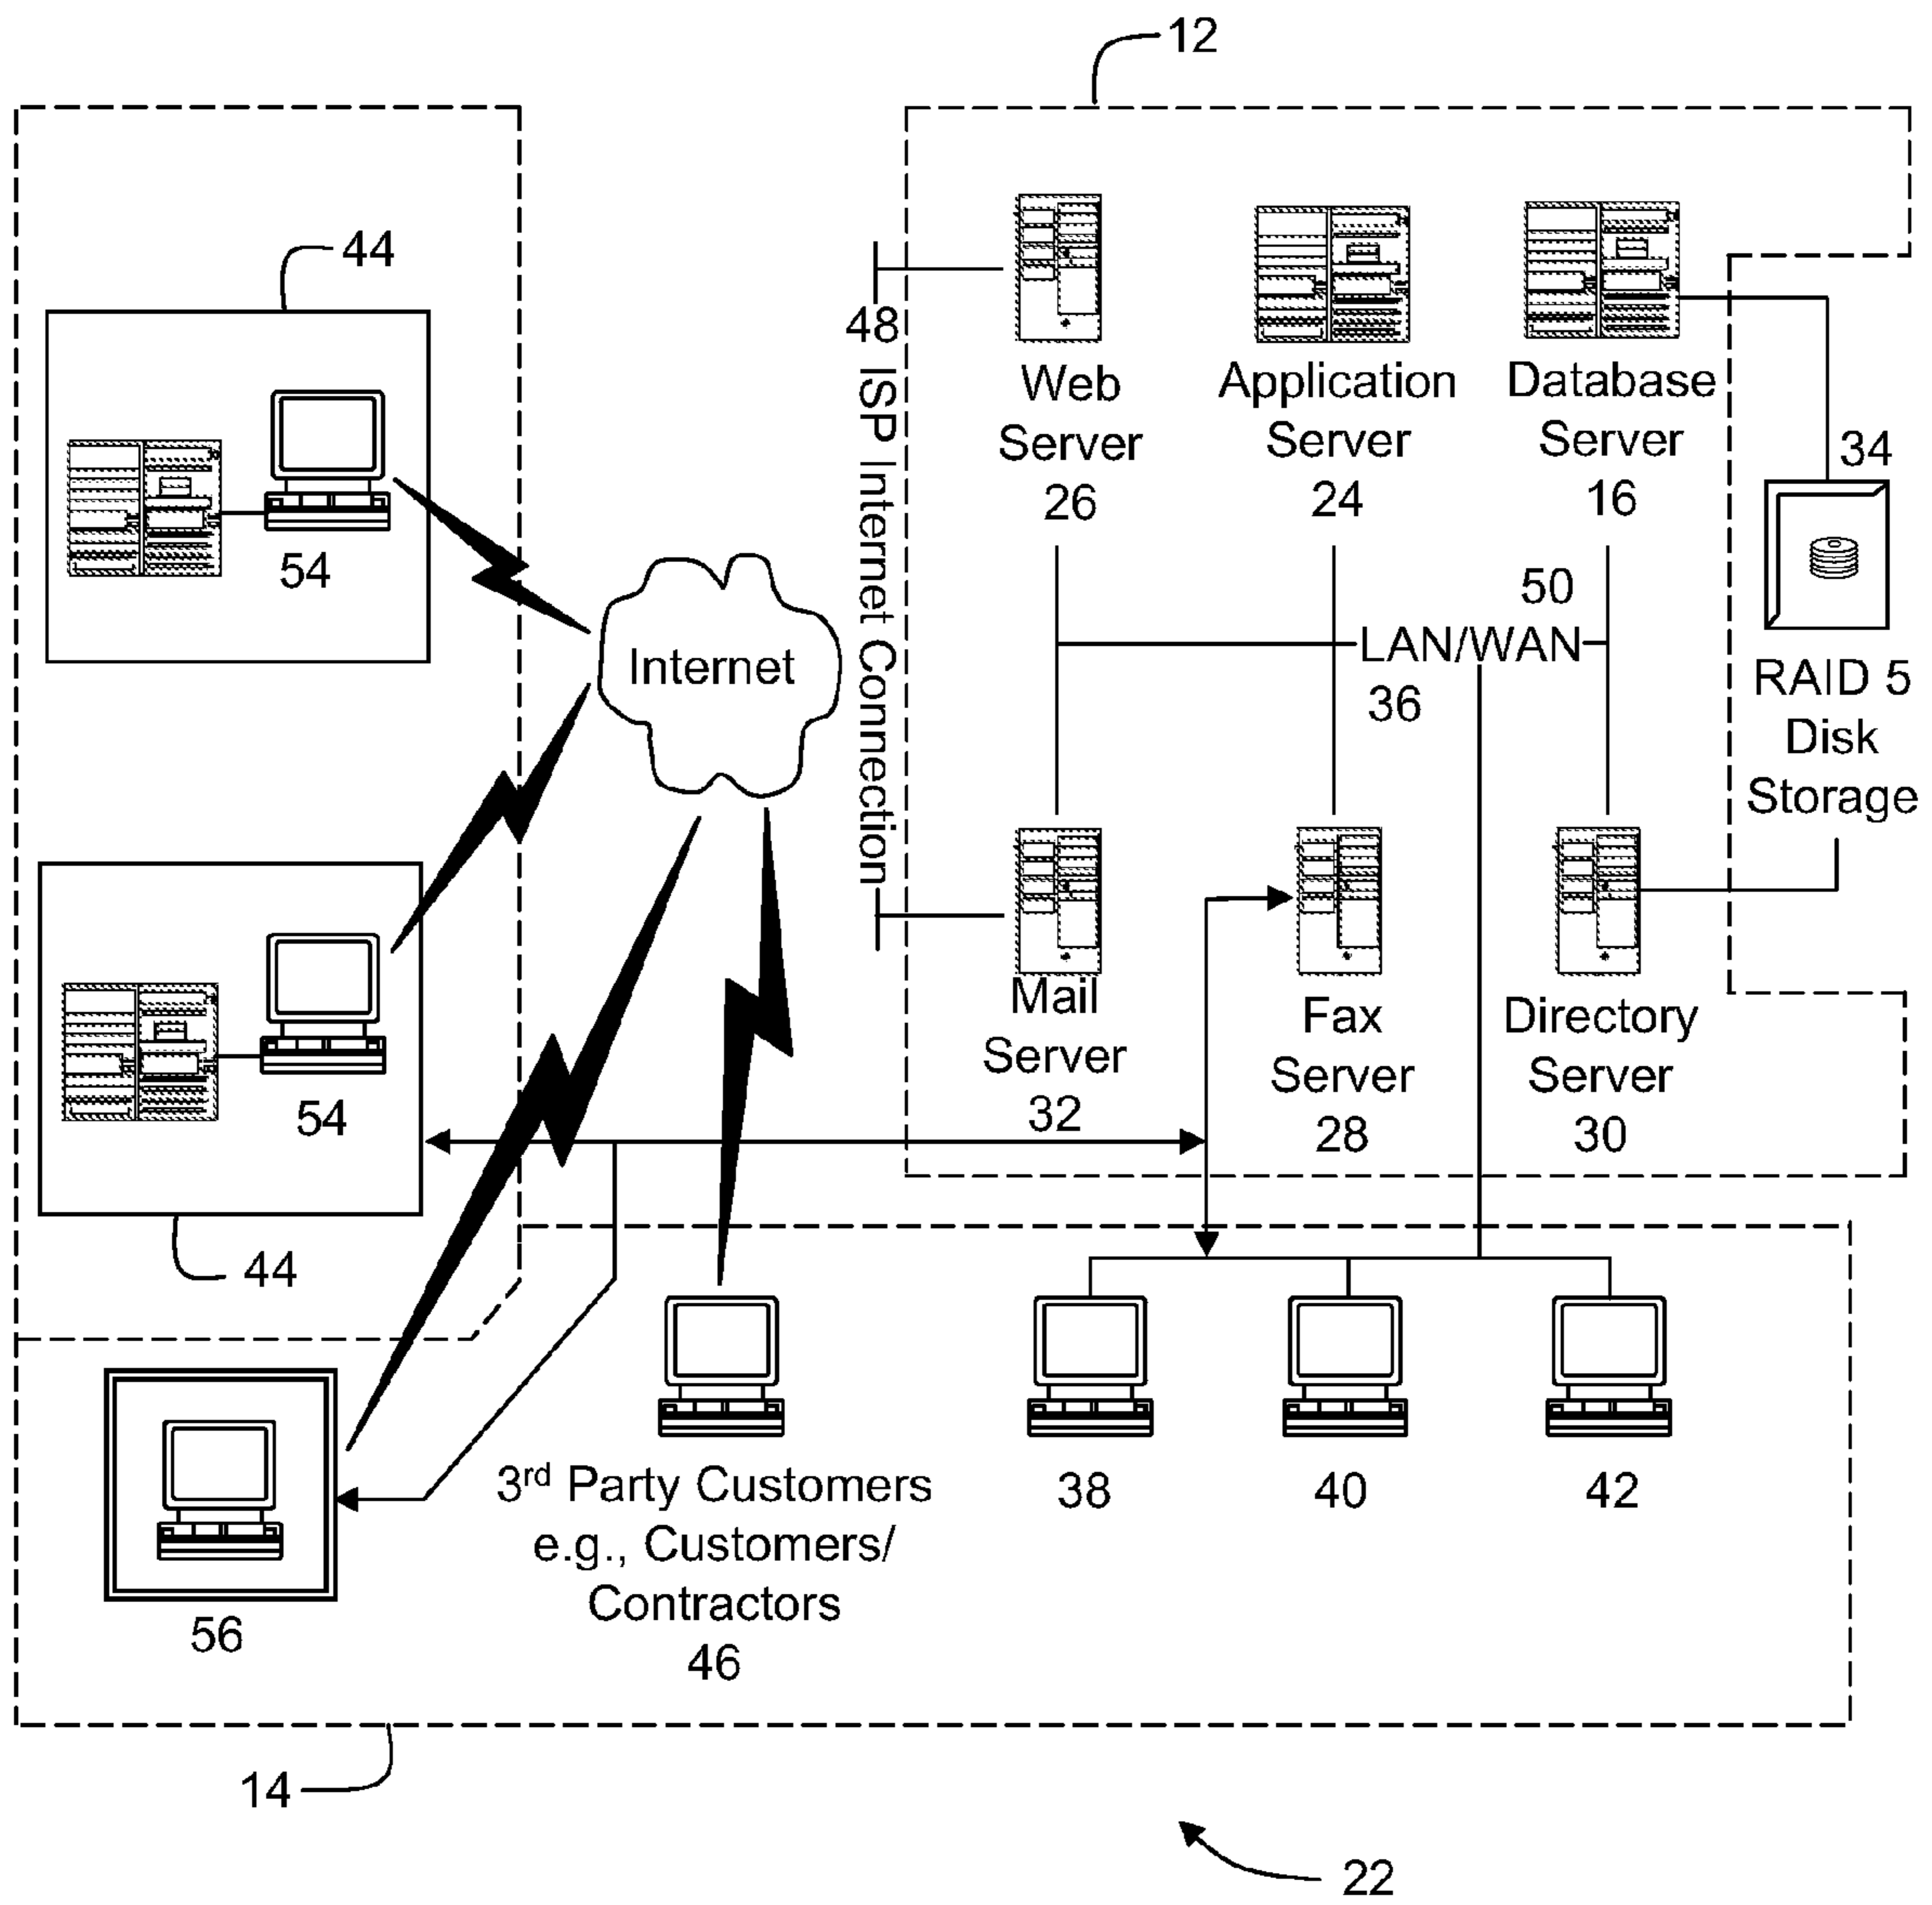 12
44
48 ISP Internet Connection
Web
Server
26
Application
Server
24
Database
Server
16
34
RAID 5
Disk
Storage
54
Internet
50
LAN/WAN
36
54
44
Mail
Server
32
Fax
Server
28
Directory
Server
30
56
3rd Party Customers
e.g., Customers/
Contractors
46
38
40
42
14
22